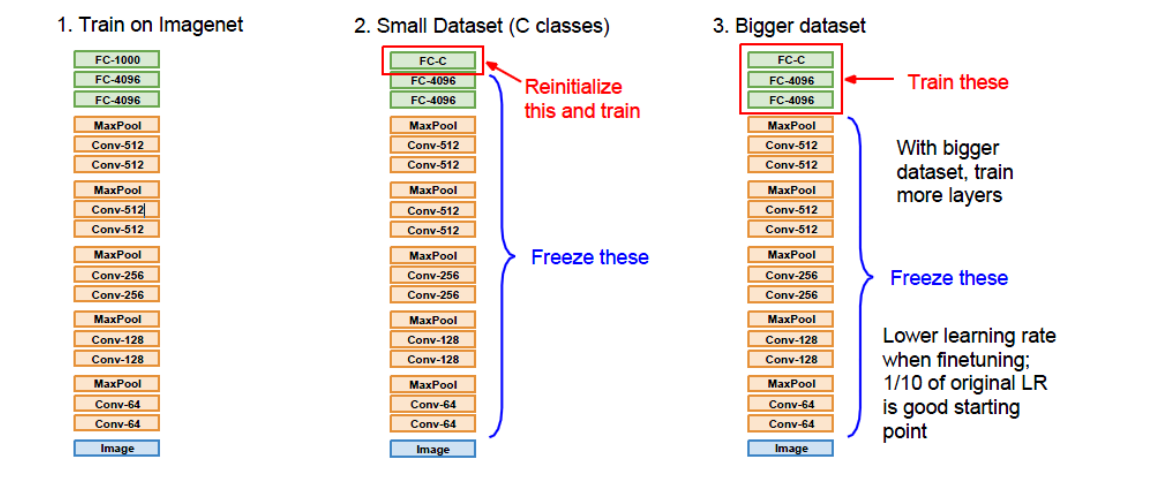 1. Train on Imagenet
FC-1000
FC-4096
FC-4096
MaxPool
Conv-512
Conv-512
MaxPool
Conv-512
Conv-512
MaxPool
Conv-256
Conv-256
MaxPool
Conv-128
Conv-128
MaxPool
Conv-64
Conv-64
Image
2. Small Dataset (C classes)
FC-C
FC-4096
FC-4096
MaxPool
Conv-512
Conv-512
MaxPool
Conv-512
Conv-512
MaxPool
Conv-256
Conv-256
MaxPool
Conv-128
Conv-128
MaxPool
Conv-64
Conv-64
Image
Reinitialize
this and train
Freeze these
3. Bigger dataset
FC-C
FC-4096
FC-4096
MaxPool
Conv-512
Conv-512
MaxPool
Conv-512
Conv-512
MaxPool
Conv-256
Conv-256
MaxPool
Conv-128
Conv-128
MaxPool
Conv-64
Conv-64
Image
Train these
With bigger
dataset, train
more layers
Freeze these
Lower learning rate
when finetuning;
1/10 of original LR
is good starting
point